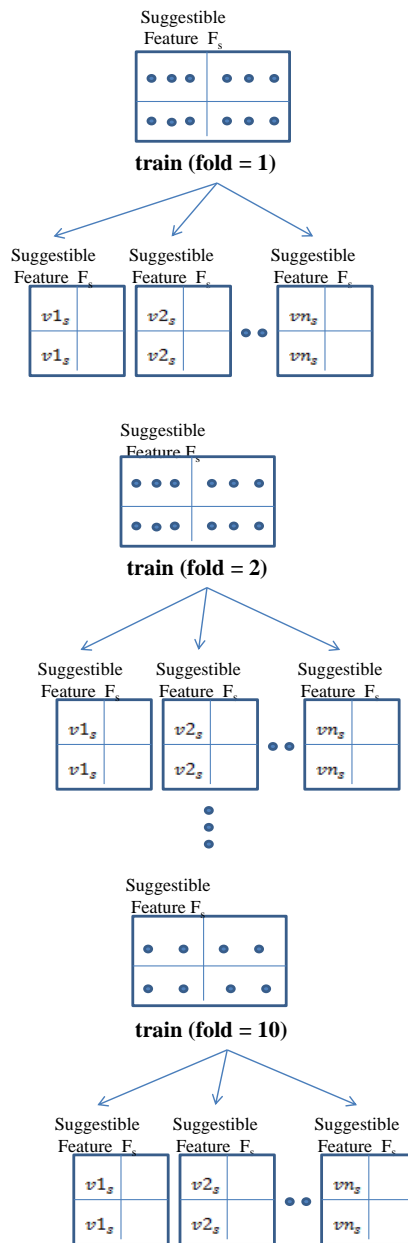 Suggestible
Feature F_s
train (fold = 1)
Suggestible Suggestible Suggestible
Feature F_s Feature F_s Feature F_s
v1_s v2_s vn_s
v1_s v2_s vn_s
Suggestible
Feature F_s
train (fold = 2)
Suggestible Suggestible Suggestible
Feature F_s Feature F_s Feature F_s
v1_s v2_s vn_s
v1_s v2_s vn_s
Suggestible
Feature F_s
train (fold = 10)
Suggestible Suggestible Suggestible
Feature F_s Feature F_s Feature F_s
v1_s v2_s vn_s
v1_s v2_s vn_s